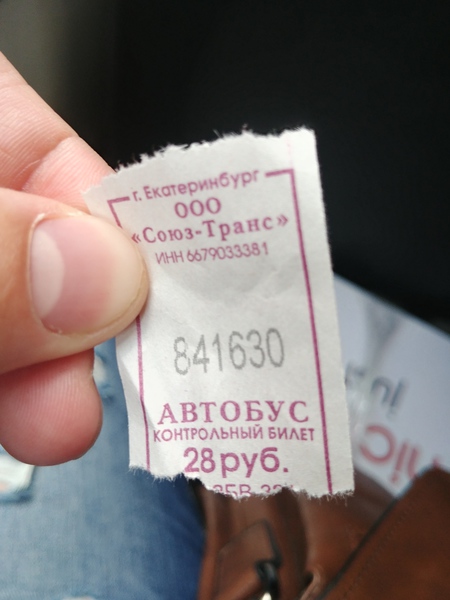 г. Екатеринбург
ООО
«Союз-Транс»
ИНН 6679033381
841630
АВТОБУС
КОНТРОЛЬНЫЙ БИЛЕТ
28 руб.